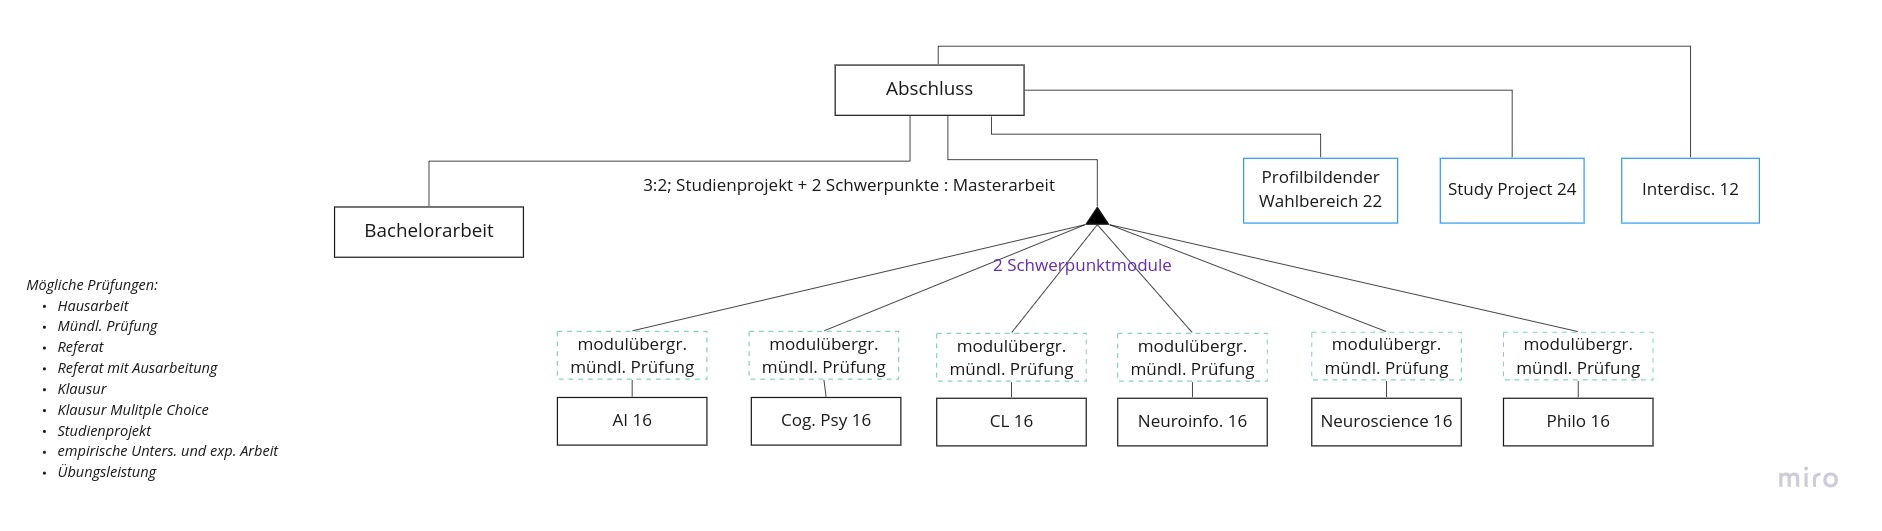 Abschluss
Profilbildender
Wahlbereich 22
Study Project 24
Interdisc. 12
3:2; Studienprojekt + 2 Schwerpunkte : Masterarbeit
Bachelorarbeit
2 Schwerpunktmodule
Mögliche Prüfungen:
• Hausarbeit
• Mündl. Prüfung
• Referat
• Referat mit Ausarbeitung
• Klausur
• Klausur Mulitple Choice
• Studienprojekt
• empirische Unters. und exp. Arbeit
• Übungsleistung
modulübergr.
mündl. Prüfung
modulübergr.
mündl. Prüfung
modulübergr.
mündl. Prüfung
modulübergr.
mündl. Prüfung
modulübergr.
mündl. Prüfung
modulübergr.
mündl. Prüfung
AI 16
Cog. Psy 16
CL 16
Neuroinfo. 16
Neuroscience 16
Philo 16
miro